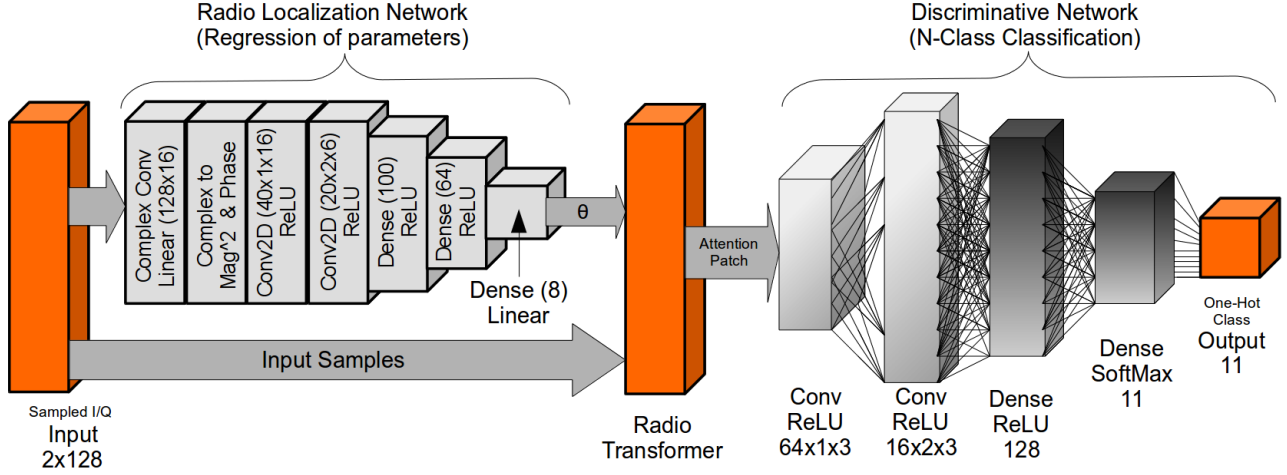 Radio Localization Network
(Regression of parameters)
Discriminative Network
(N-Class Classification)
Complex Conv
Linear (128x16)
Complex to
Mag^2 & Phase
Conv2D (40x1x16)
ReLU
Conv2D (20x2x6)
ReLU
Dense (100)
ReLU
Dense (64)
ReLU
Dense (8)
Linear
θ
Attention
Patch
Input Samples
Sampled I/Q
Input
2x128
Radio
Transformer
Conv
ReLU
64x1x3
Conv
ReLU
16x2x3
Dense
ReLU
128
Dense
SoftMax
11
One-Hot
Class
Output
11